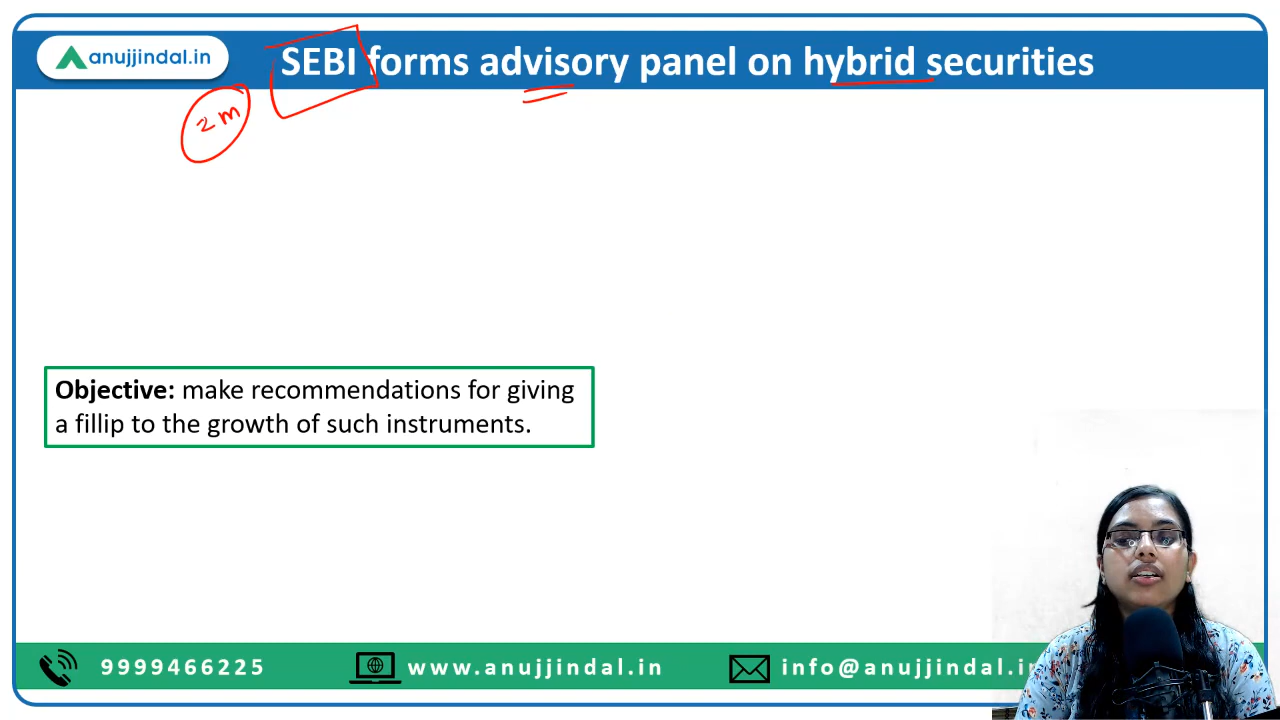 anujjindal.in
SEBI forms advisory panel on hybrid securities
2 m
Objective: make recommendations for giving
a fillip to the growth of such instruments.
9999466225
www.anujjindal.in
info@anujjindal.in